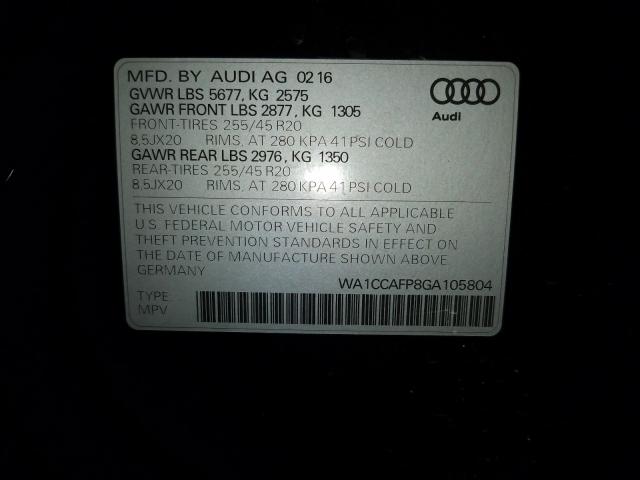 MFD. BY AUDI AG 02 16
GVWR LBS 5677, KG 2575
GAWR FRONT LBS 2877, KG 1305
FRONT-TIRES 255/45 R20
8,5JX20 RIMS, AT 280 KPA 41 PSI COLD
GAWR REAR LBS 2976, KG 1350
REAR-TIRES 255/45 R20
8,5JX20 RIMS, AT 280 KPA 41 PSI COLD
Audi
THIS VEHICLE CONFORMS TO ALL APPLICABLE
U.S. FEDERAL MOTOR VEHICLE SAFETY AND
THEFT PREVENTION STANDARDS IN EFFECT ON
THE DATE OF MANUFACTURE SHOWN ABOVE
GERMANY
WA1CCAFP8GA105804
TYPE:
MPV